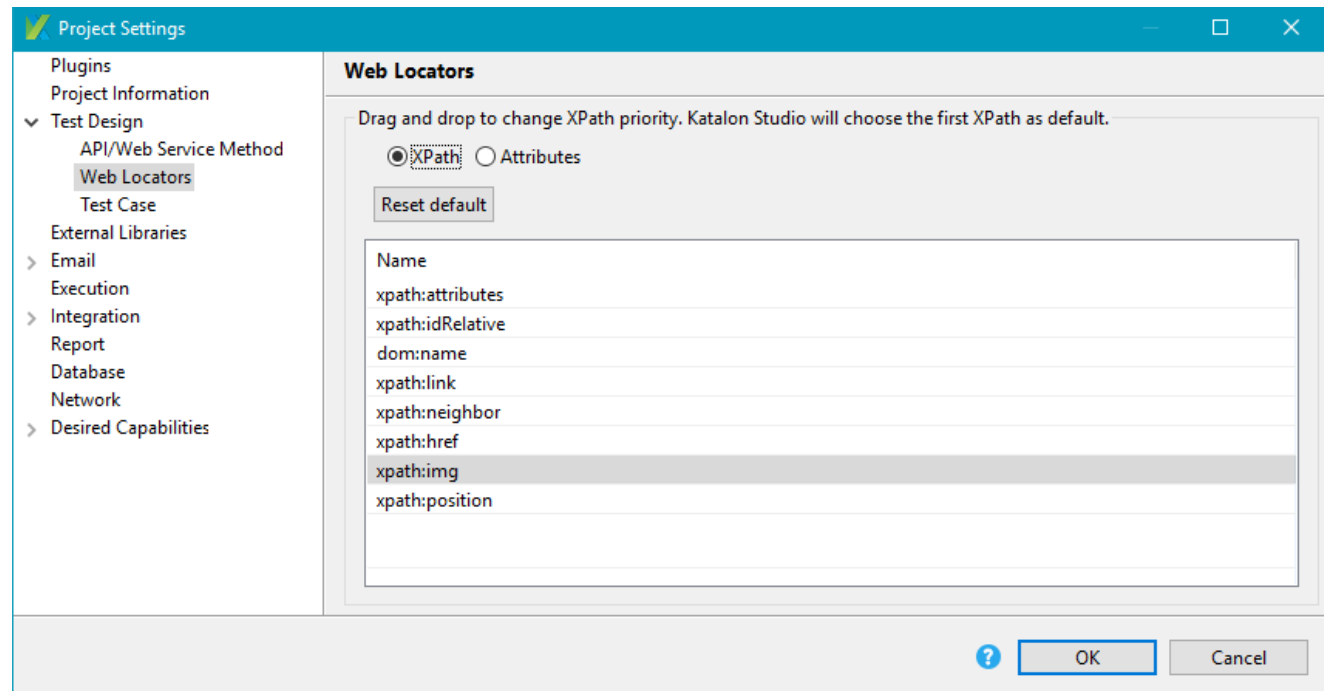 Project Settings
Plugins
Project Information
Test Design
API/Web Service Method
Web Locators
Test Case
External Libraries
Email
Execution
Integration
Report
Database
Network
Desired Capabilities
Web Locators
Drag and drop to change XPath priority. Katalon Studio will choose the first XPath as default.
XPath Attributes
Reset default
Name
xpath:attributes
xpath:idRelative
dom:name
xpath:link
xpath:neighbor
xpath:href
xpath:img
xpath:position
? OK Cancel